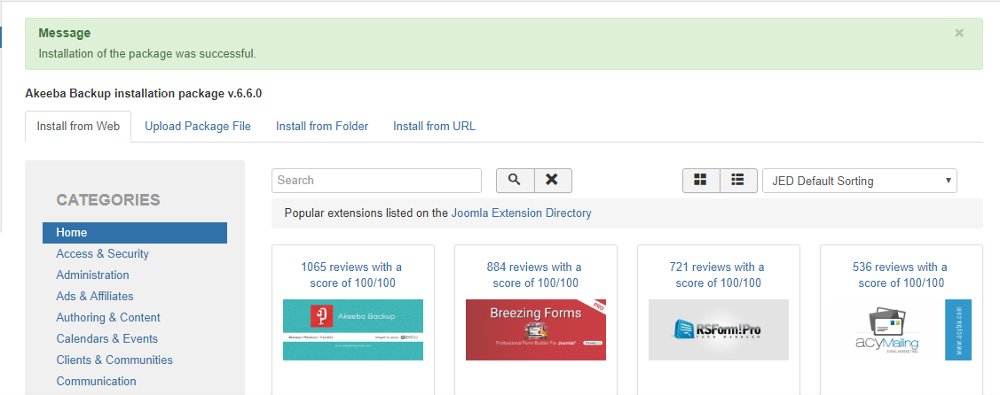 Message
Installation of the package was successful.
Akeeba Backup installation package v.6.6.0
Install from Web
Upload Package File
Install from Folder
Install from URL
CATEGORIES
Home
Access & Security
Administration
Ads & Affiliates
Authoring & Content
Calendars & Events
Clients & Communities
Communication
Search
JED Default Sorting
Popular extensions listed on the Joomla Extension Directory
1065 reviews with a
score of 100/100
Akeeba Backup
884 reviews with a
score of 100/100
PRO
Breezing Forms
Professional Form Builder For Joomla!
721 reviews with a
score of 100/100
RSForm!Pro
FORM MANAGER
536 reviews with a
score of 100/100
acyMailing
EMAIL MARKETING
www.acyba.com